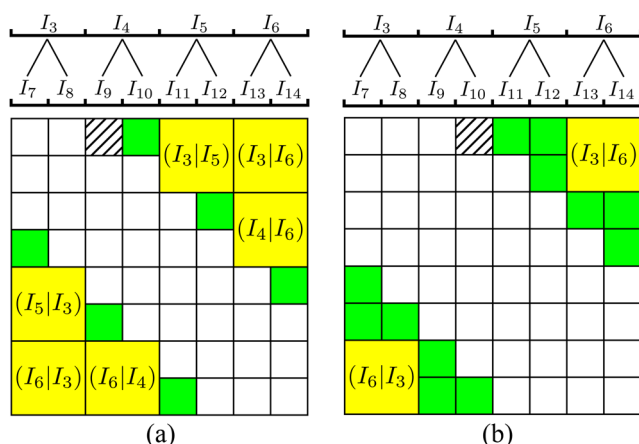 I₃ I₄ I₅ I₆
I₇ I₈ I₉ I₁₀ I₁₁ I₁₂ I₁₃ I₁₄
(I₃|I₅) (I₃|I₆)
(I₄|I₆)
(I₅|I₃)
(I₆|I₃) (I₆|I₄)
(a)
I₃ I₄ I₅ I₆
I₇ I₈ I₉ I₁₀ I₁₁ I₁₂ I₁₃ I₁₄
(I₃|I₆)
(I₆|I₃)
(b)